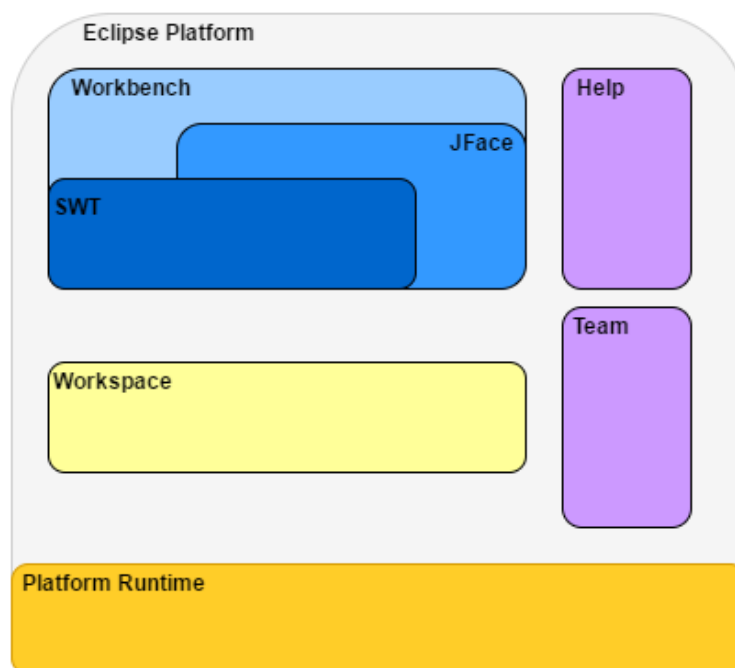 Eclipse Platform
Workbench
Help
JFace
SWT
Team
Workspace
Platform Runtime